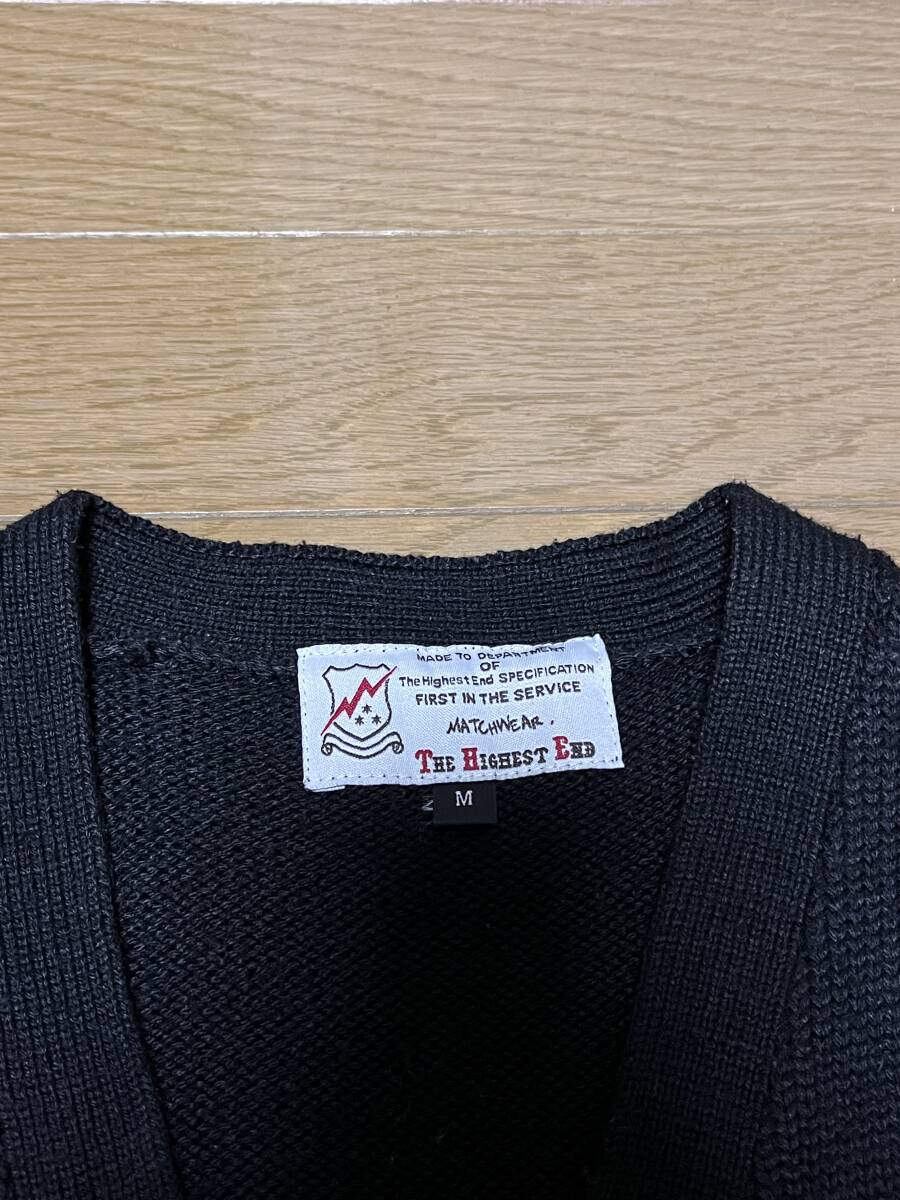 MADE TO DEPARTMENT
OF
The Highest End SPECIFICATION
FIRST IN THE SERVICE
MATCHWEAR.
THE HIGHEST END
M